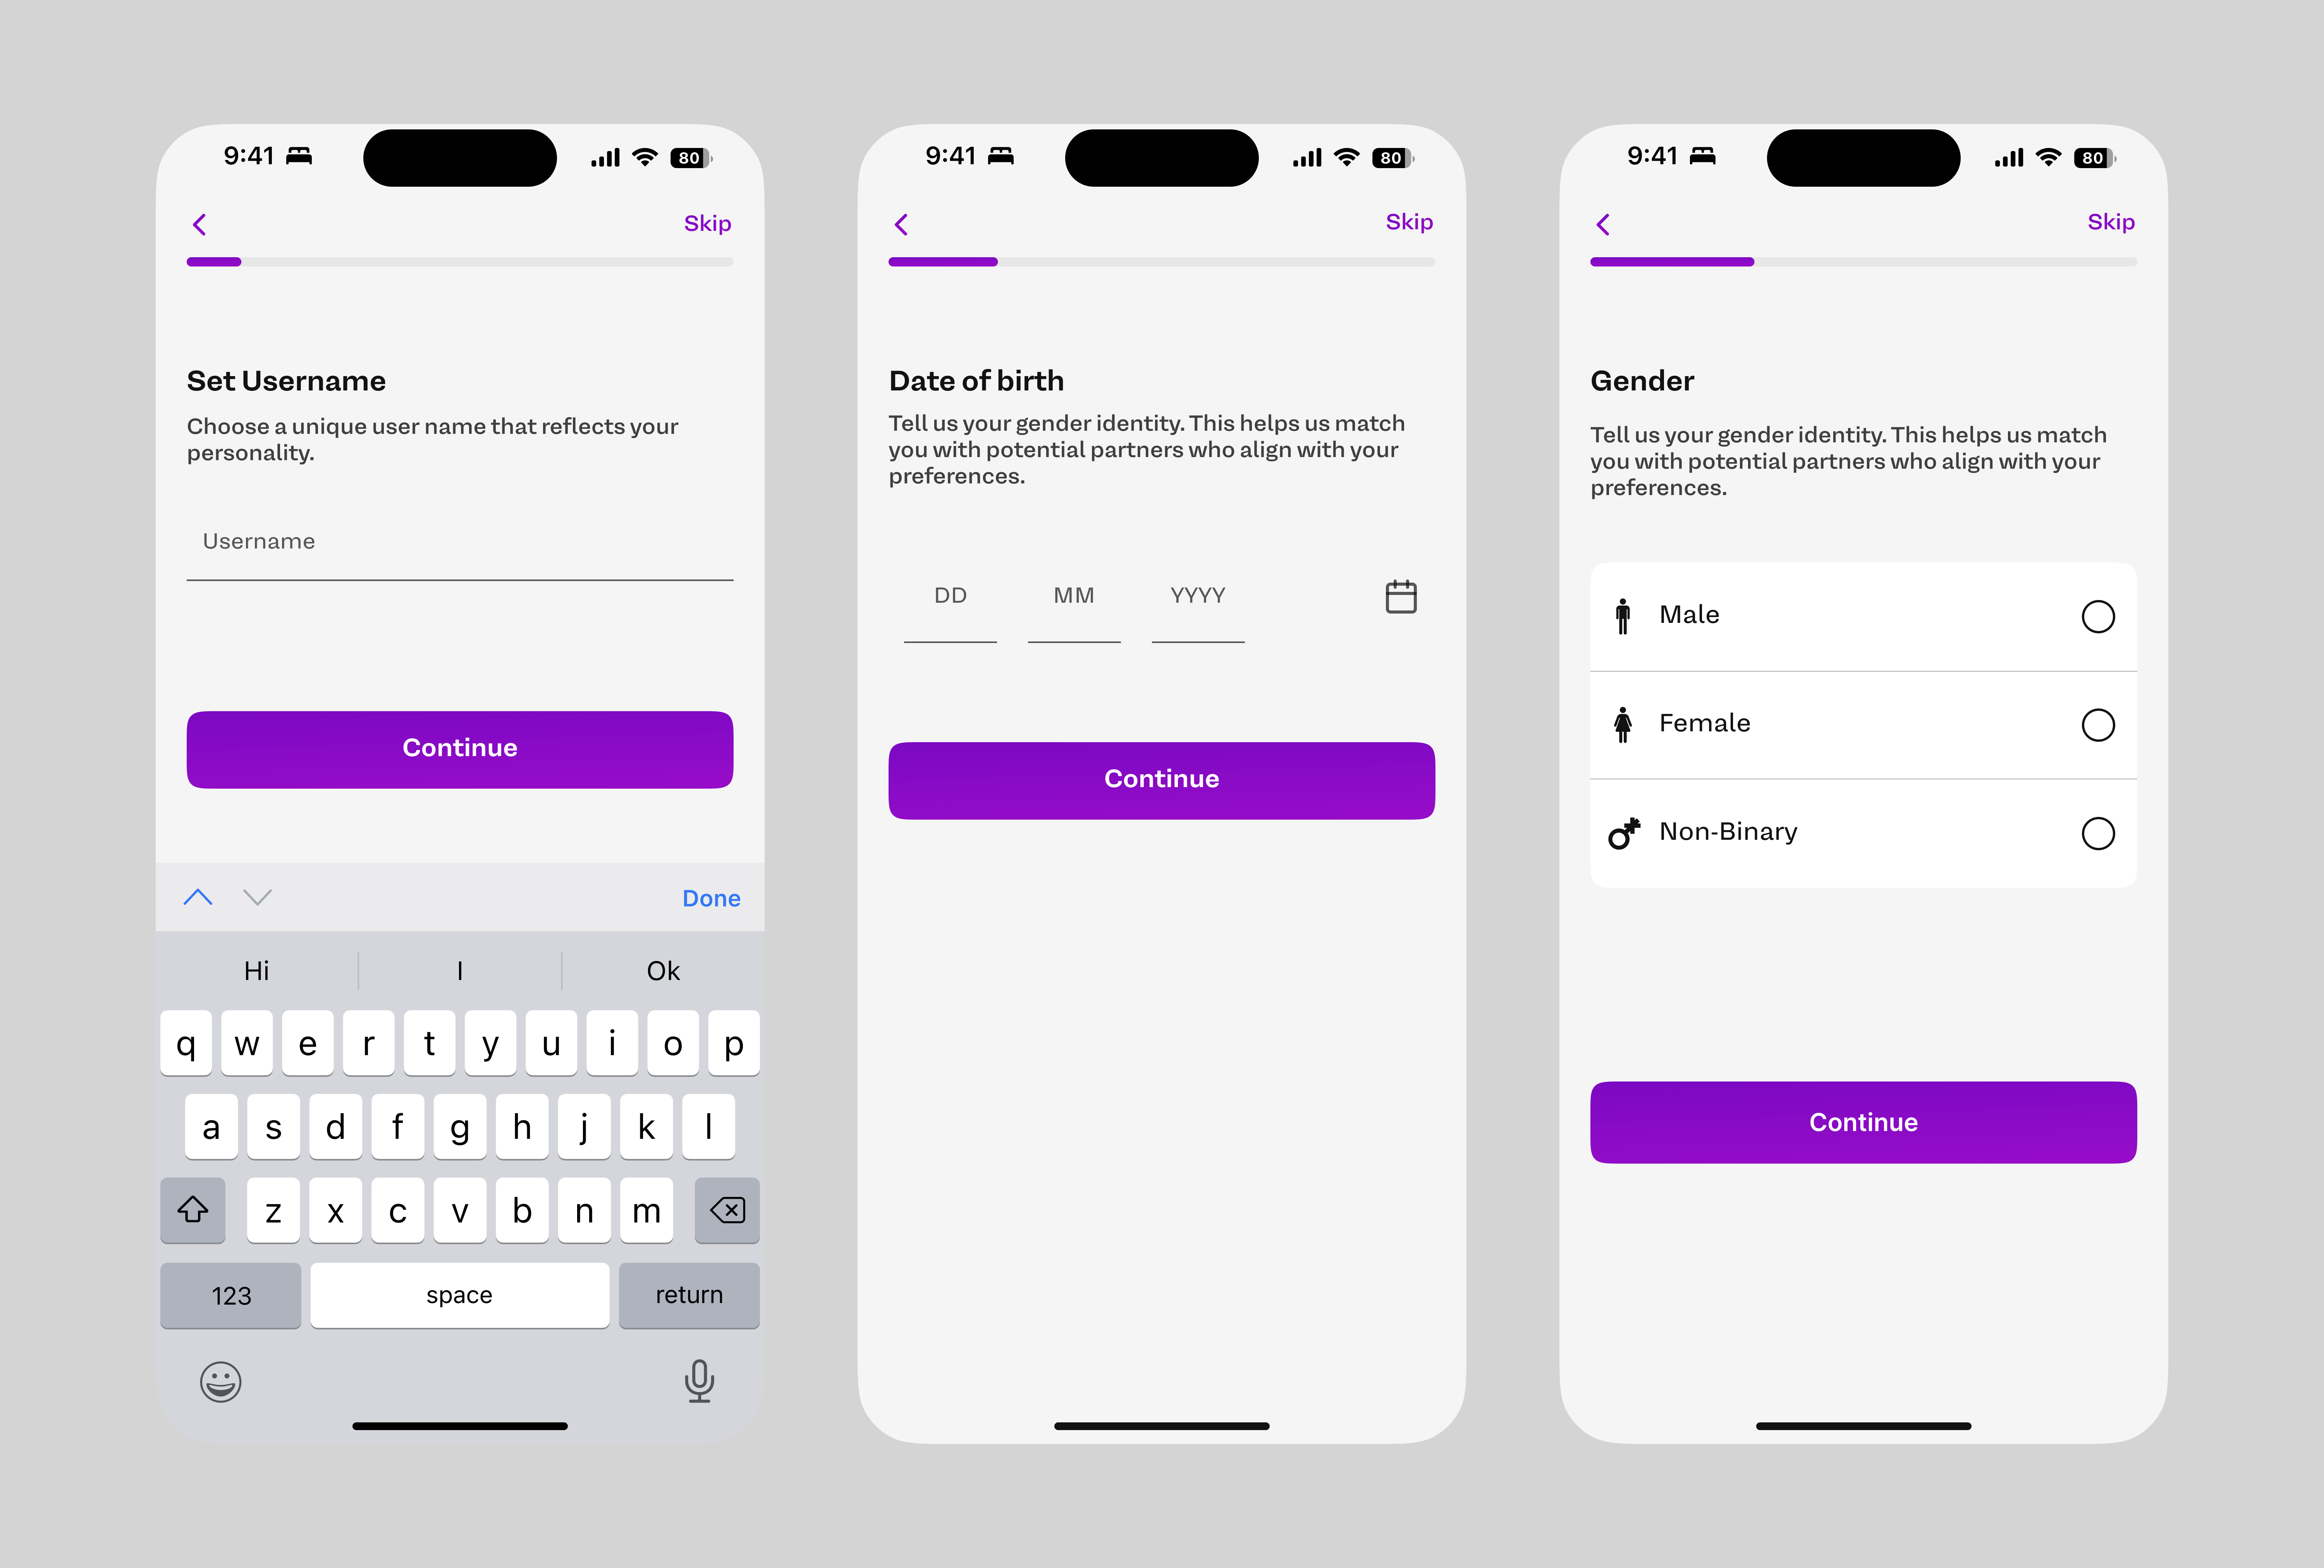 9:41
80
Skip
Set Username
Choose a unique user name that reflects your
personality.
Username
Continue
Done
Hi
I
Ok
q w e r t y u i o p
a s d f g h j k l
z x c v b n m
123
space
return
9:41
80
Skip
Date of birth
Tell us your gender identity. This helps us match
you with potential partners who align with your
preferences.
DD MM YYYY
Continue
9:41
80
Skip
Gender
Tell us your gender identity. This helps us match
you with potential partners who align with your
preferences.
Male
Female
Non-Binary
Continue